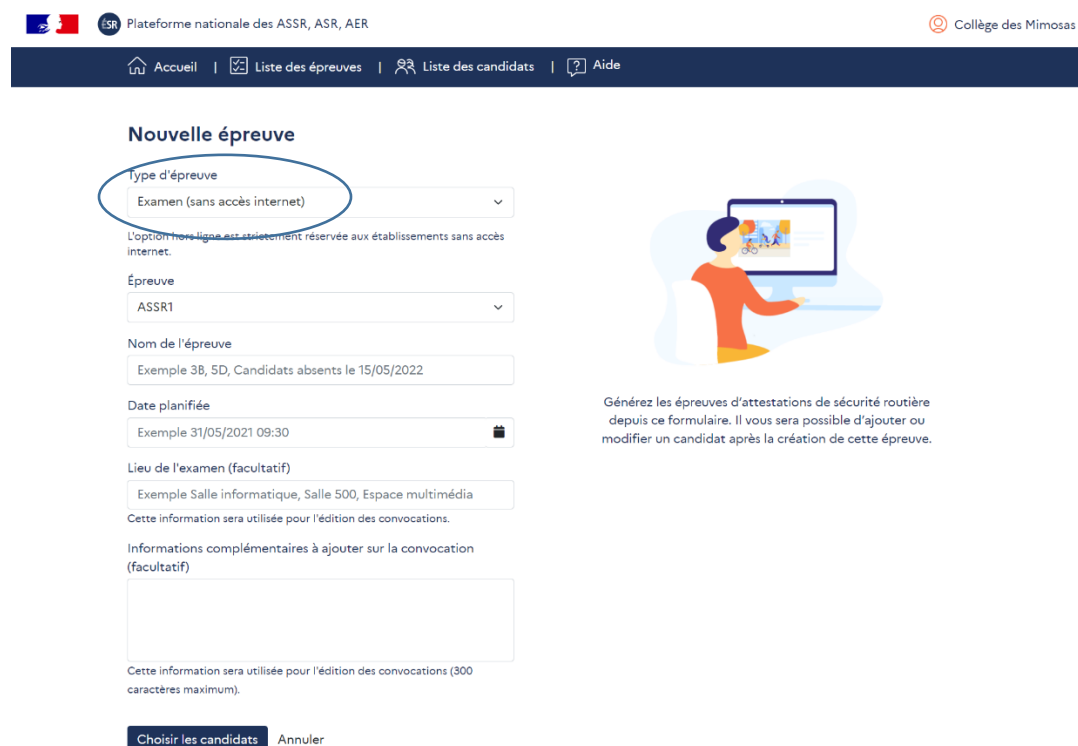 ÉSR Plateforme nationale des ASSR, ASR, AER
Collège des Mimosas
Accueil | Liste des épreuves | Liste des candidats | Aide
Nouvelle épreuve
Type d'épreuve
Examen (sans accès internet)
L'option hors ligne est strictement réservée aux établissements sans accès
internet.
Épreuve
ASSR1
Nom de l'épreuve
Exemple 3B, 5D, Candidats absents le 15/05/2022
Date planifiée
Exemple 31/05/2021 09:30
Lieu de l'examen (facultatif)
Exemple Salle informatique, Salle 500, Espace multimédia
Cette information sera utilisée pour l'édition des convocations.
Informations complémentaires à ajouter sur la convocation
(facultatif)
Cette information sera utilisée pour l'édition des convocations (300
caractères maximum).
Choisir les candidats Annuler
Générez les épreuves d'attestations de sécurité routière
depuis ce formulaire. Il vous sera possible d'ajouter ou
modifier un candidat après la création de cette épreuve.